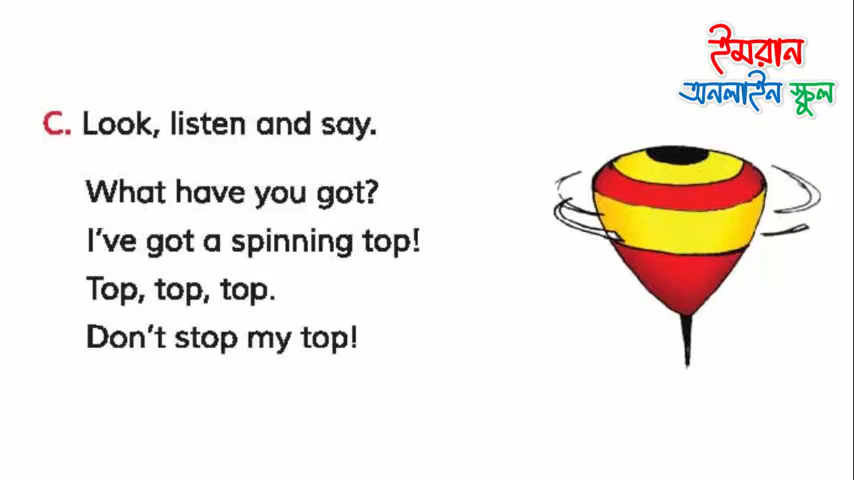 ইমরান
অনলাইন স্কুল
C. Look, listen and say.
What have you got?
I've got a spinning top!
Top, top, top.
Don't stop my top!